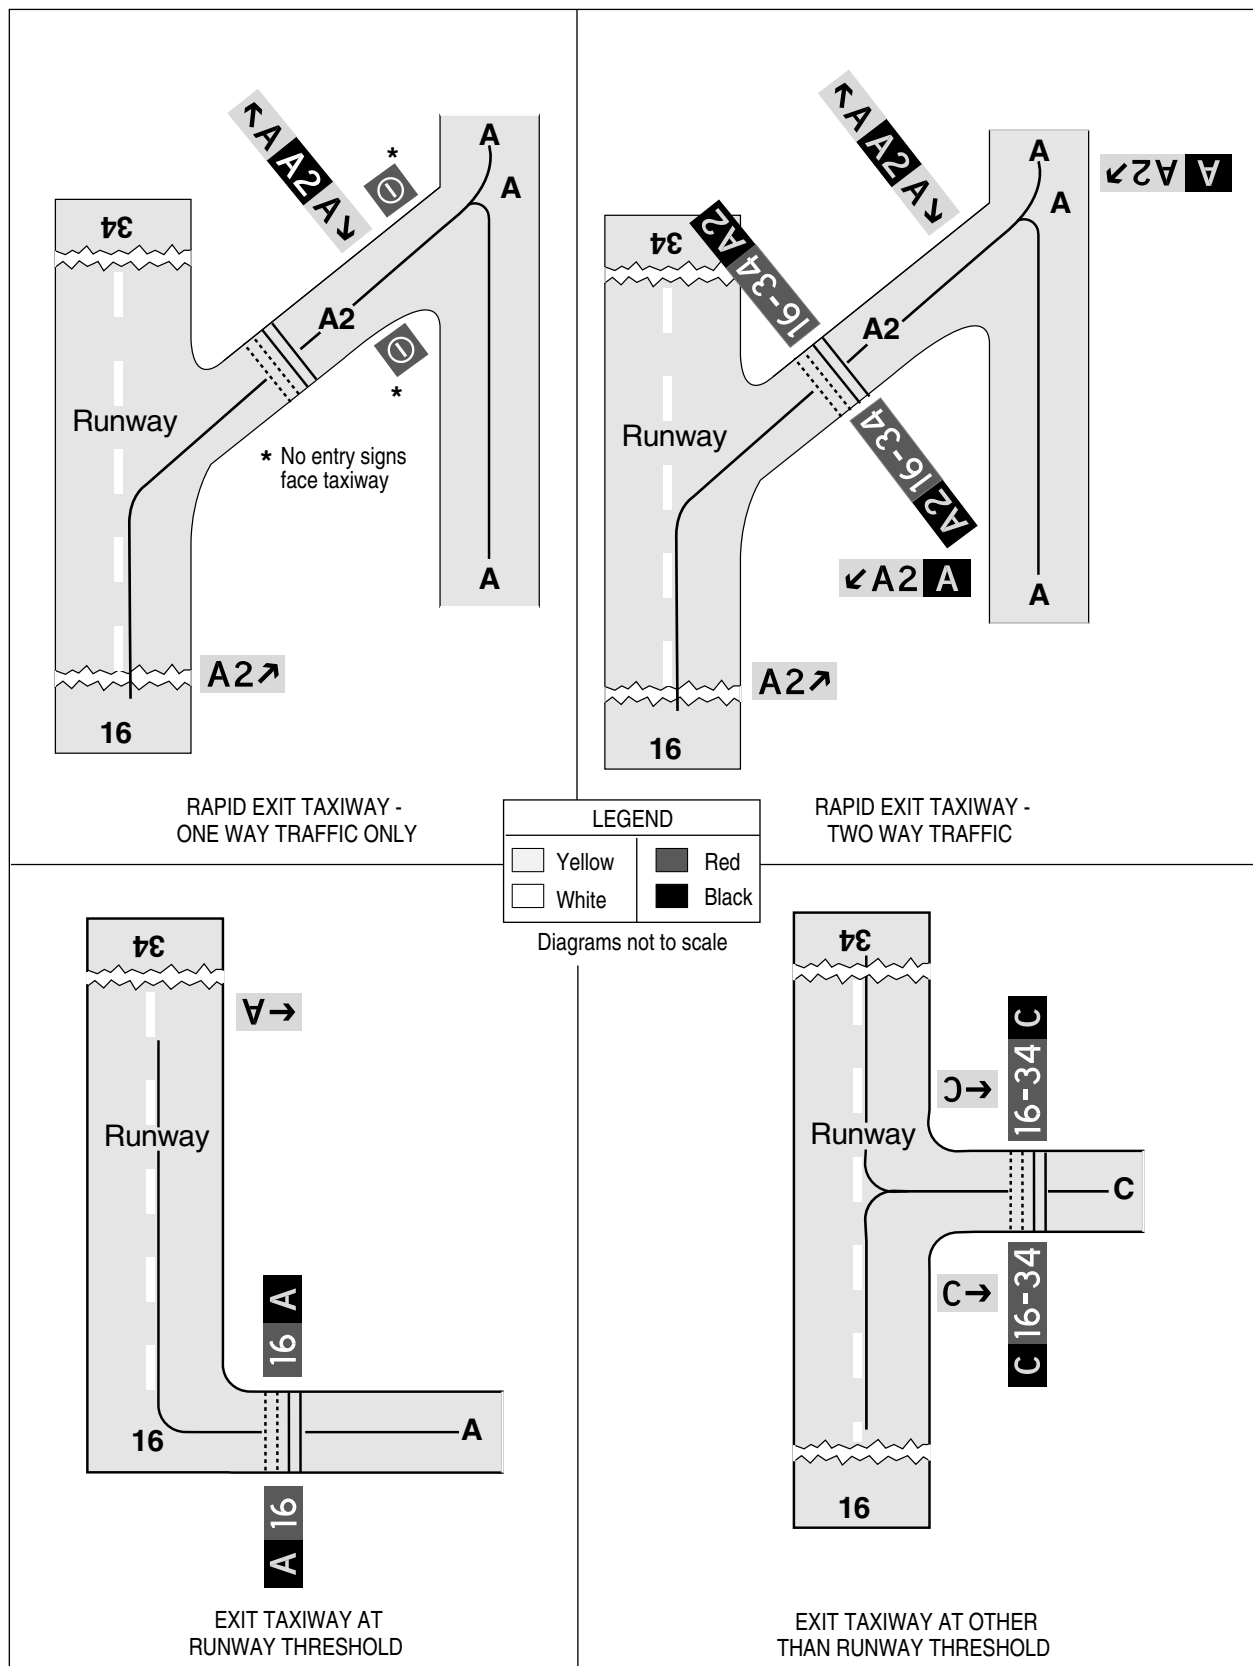 ↖A A2 A↘
*
A
A
34
A2
Runway
*
* No entry signs
face taxiway
A
A2↗
16
RAPID EXIT TAXIWAY -
ONE WAY TRAFFIC ONLY
↖A A2 A↘
A
A
A A2↙
34
16-34 A2
A2
Runway
A2 16-34
↙A2 A
A
A2↗
16
RAPID EXIT TAXIWAY -
TWO WAY TRAFFIC
LEGEND
Yellow
Red
White
Black
Diagrams not to scale
34
←A
Runway
16 A
16
A
A 16
EXIT TAXIWAY AT
RUNWAY THRESHOLD
34
16-34 C
←C
Runway
C
C→
C 16-34
16
EXIT TAXIWAY AT OTHER
THAN RUNWAY THRESHOLD